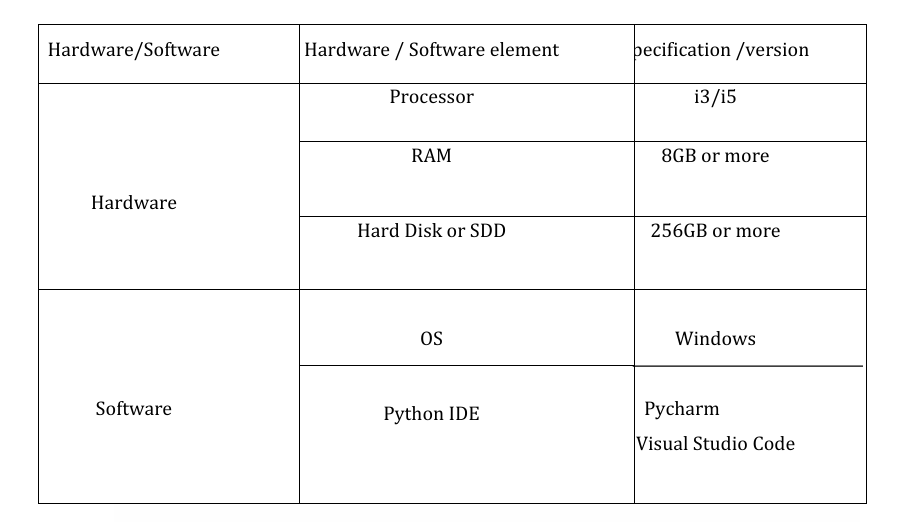 Hardware/Software Hardware / Software element pecification /version
Processor i3/i5
RAM 8GB or more
Hardware
Hard Disk or SDD 256GB or more
OS Windows
Software Python IDE Pycharm
Visual Studio Code